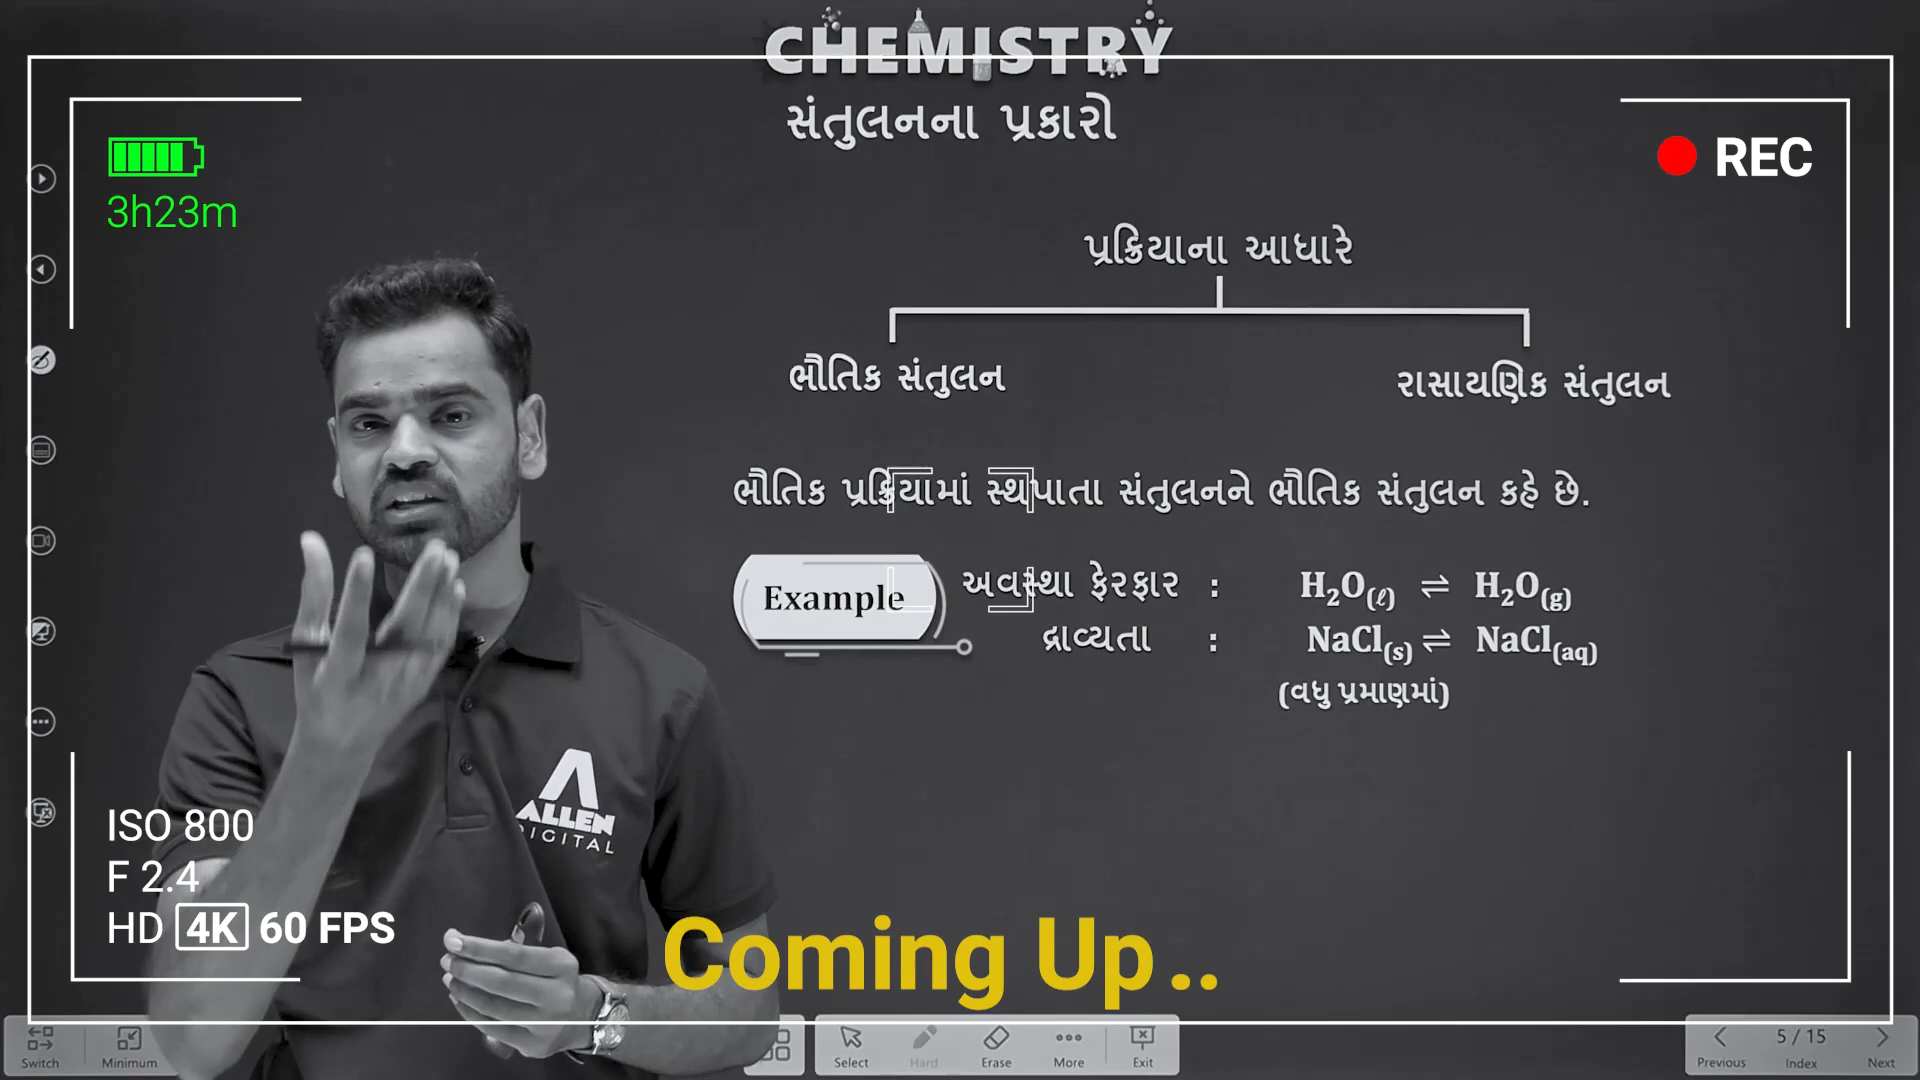 CHEMISTRY
સંતુલનના પ્રકારો
REC
3h23m
પ્રક્રિયાના આધારે
ભૌતિક સંતુલન
રાસાયણિક સંતુલન
ભૌતિક પ્રક્રિયામાં સ્થપાતા સંતુલનને ભૌતિક સંતુલન કહે છે.
Example
અવસ્થા ફેરફાર : H₂O(ℓ) ⇌ H₂O(g)
દ્રાવ્યતા : NaCl(s) ⇌ NaCl(aq)
(વધુ પ્રમાણમાં)
ALLEN
DIGITAL
ISO 800
F 2.4
HD 4K 60 FPS
Coming Up..
Switch Minimum Select Hard Erase More Exit
5 / 15
Previous Index Next